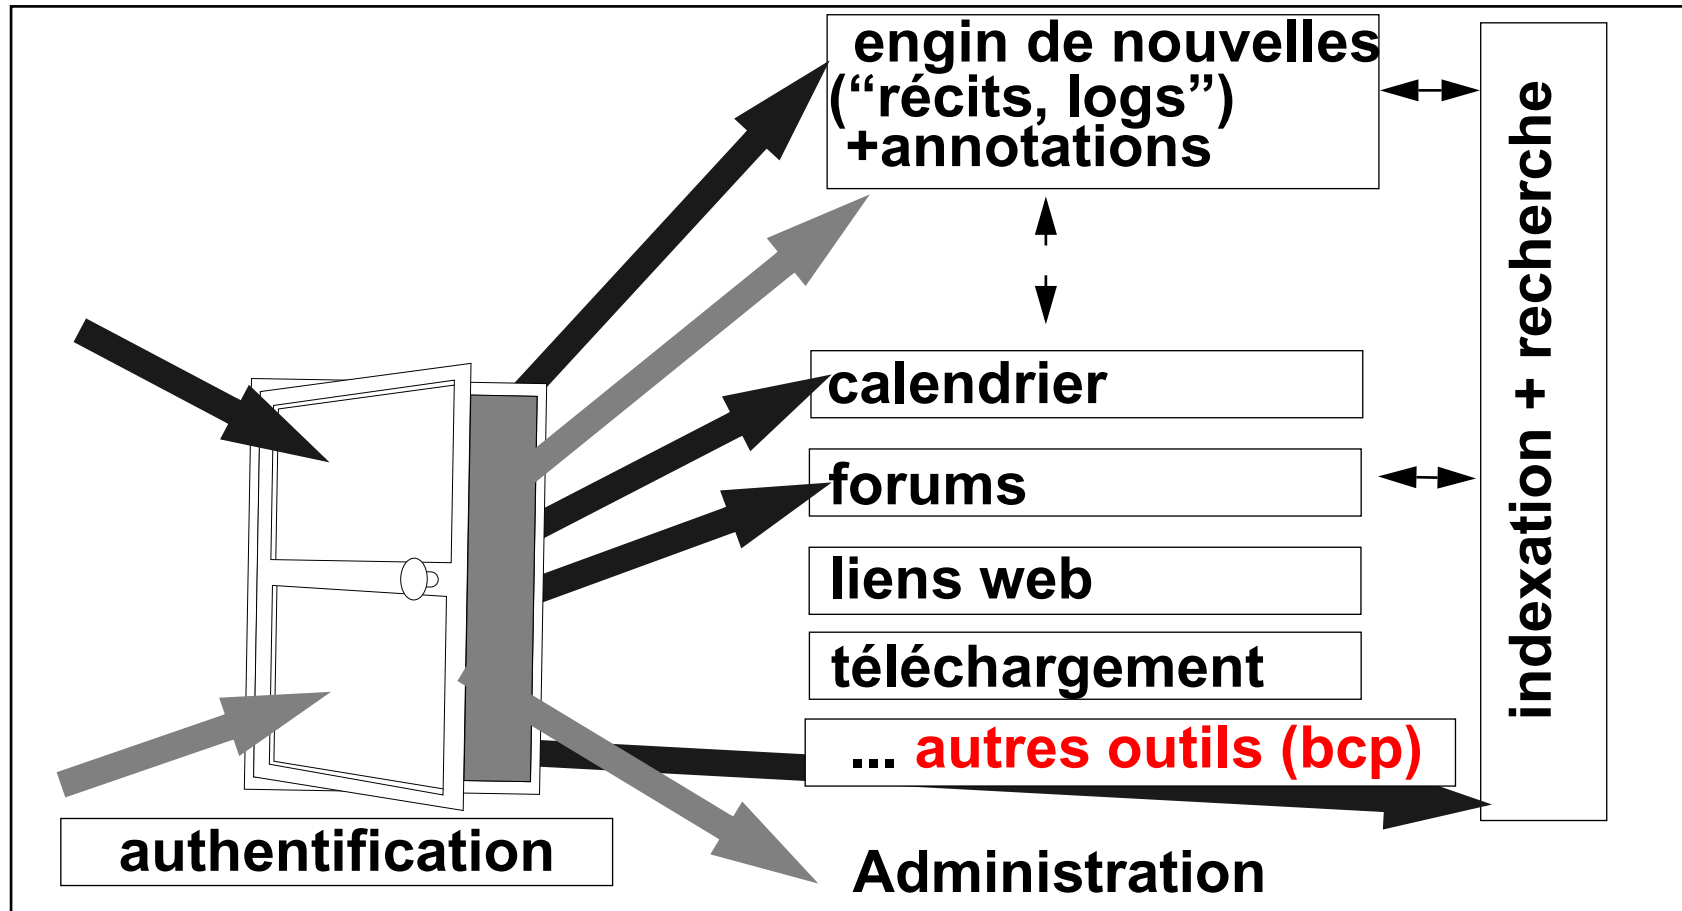 engin de nouvelles
(“récits, logs”)
+annotations
calendrier
forums
liens web
téléchargement
... autres outils (bcp)
Administration
authentification
indexation + recherche